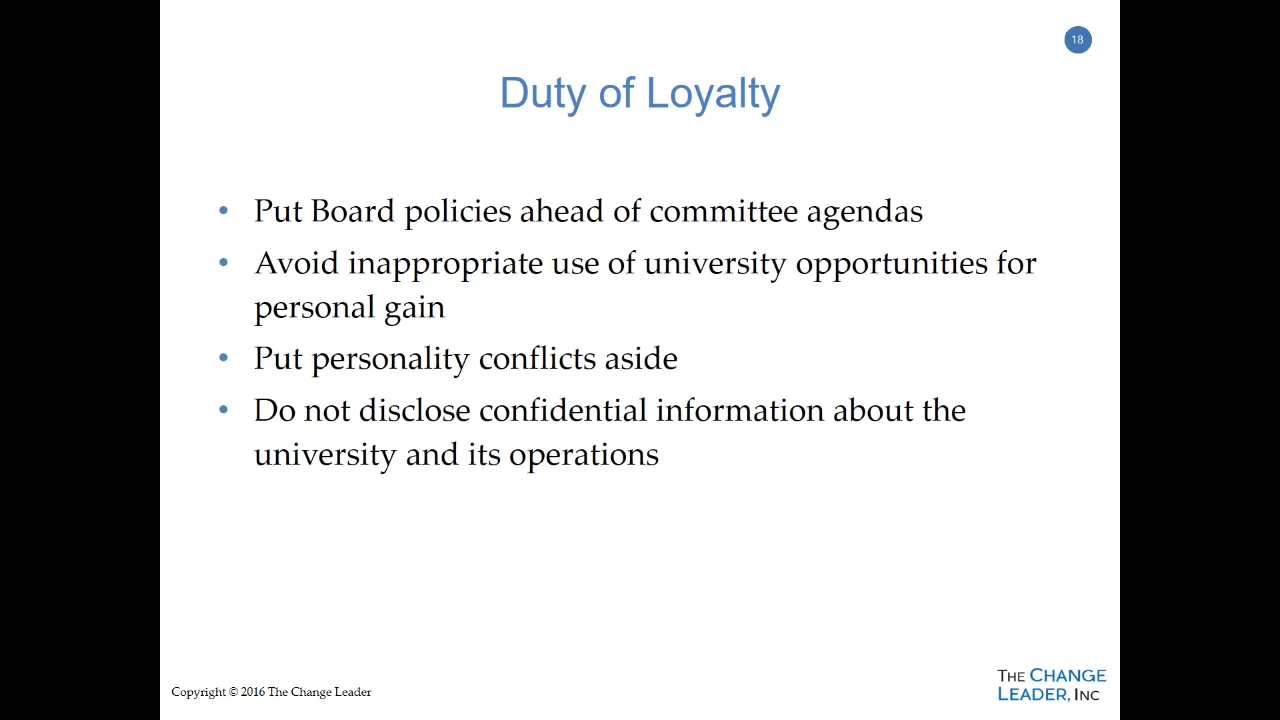 18
Duty of Loyalty
• Put Board policies ahead of committee agendas
• Avoid inappropriate use of university opportunities for
personal gain
• Put personality conflicts aside
• Do not disclose confidential information about the
university and its operations
Copyright © 2016 The Change Leader
THE CHANGE
LEADER, INC